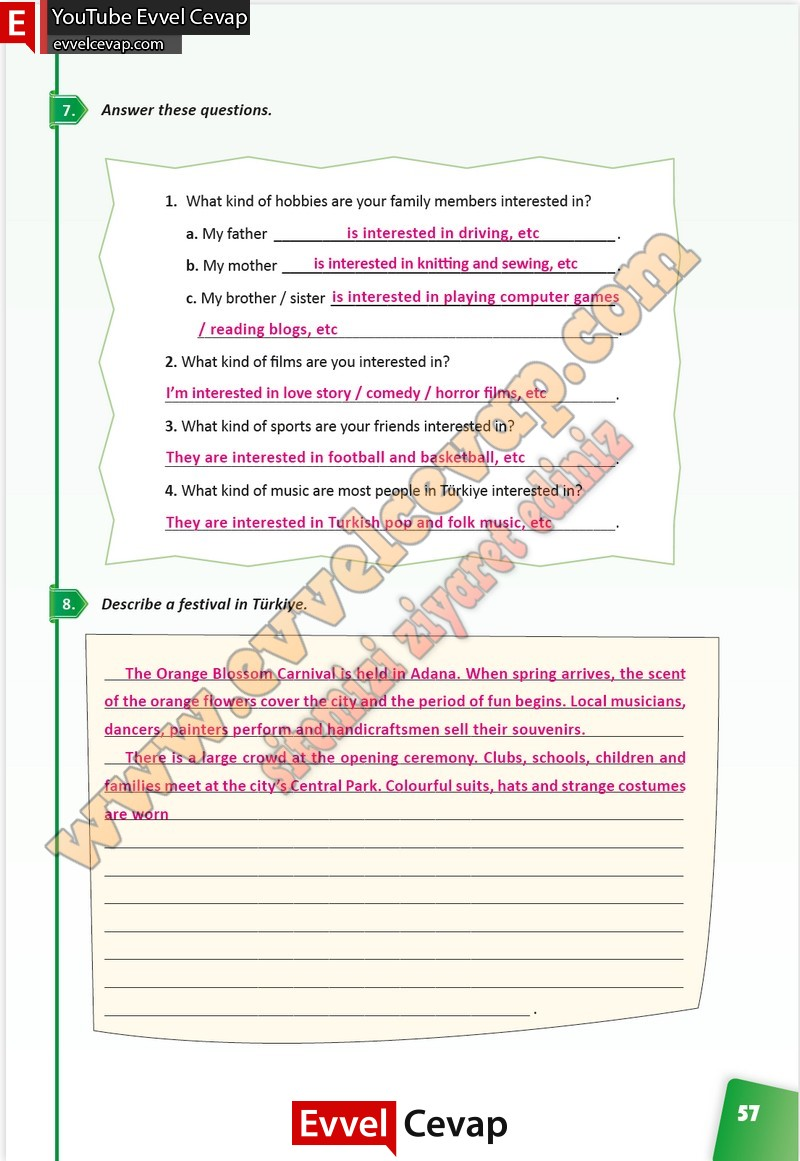 E YouTube Evvel Cevap
evvelcevap.com
7. Answer these questions.
1. What kind of hobbies are your family members interested in?
a. My father is interested in driving, etc .
b. My mother is interested in knitting and sewing, etc .
c. My brother / sister is interested in playing computer games
/ reading blogs, etc .
2. What kind of films are you interested in?
I'm interested in love story / comedy / horror films, etc .
3. What kind of sports are your friends interested in?
They are interested in football and basketball, etc .
4. What kind of music are most people in Türkiye interested in?
They are interested in Turkish pop and folk music, etc .
8. Describe a festival in Türkiye.
The Orange Blossom Carnival is held in Adana. When spring arrives, the scent
of the orange flowers cover the city and the period of fun begins. Local musicians,
dancers, painters perform and handicraftsmen sell their souvenirs.
There is a large crowd at the opening ceremony. Clubs, schools, children and
families meet at the city's Central Park. Colourful suits, hats and strange costumes
are worn
.
www.evvelcevap.com
sitemizi ziyaret ediniz
57
Evvel Cevap